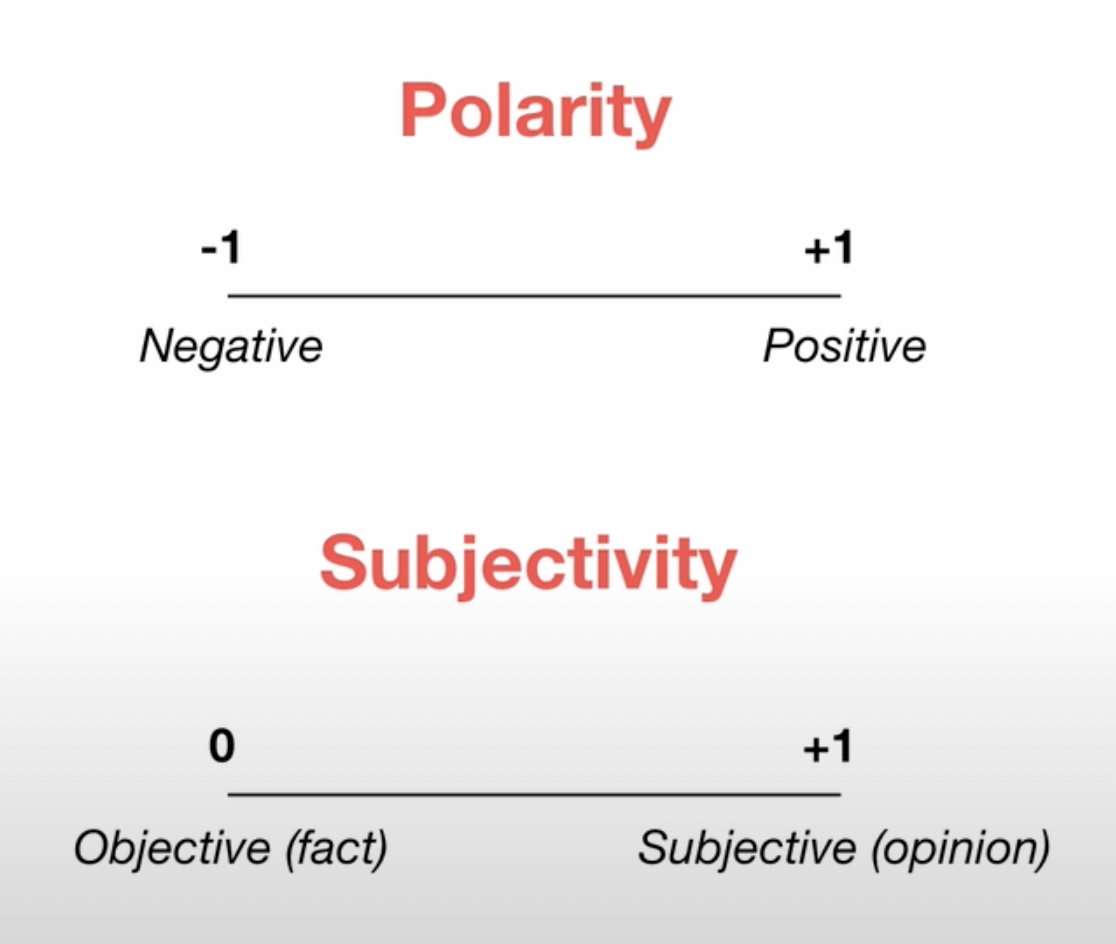 Polarity
-1 +1
Negative Positive
Subjectivity
0 +1
Objective (fact) Subjective (opinion)